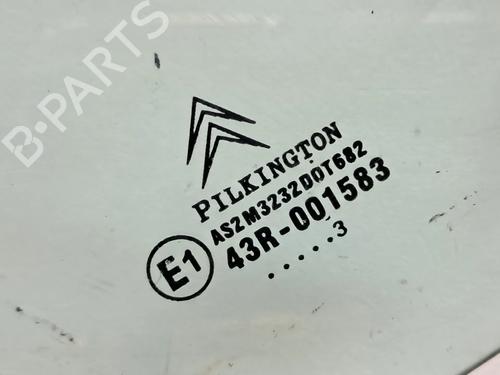 B-PARTS
PILKINGTON
AS2M3232DOT682
43R-001583
E1
.....3